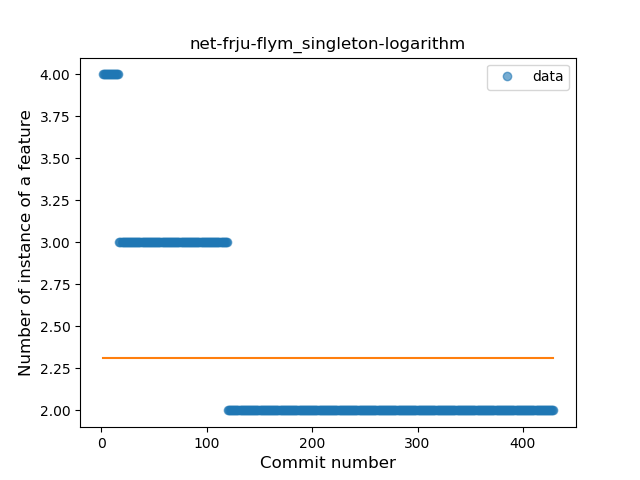 net-frju-flym_singleton-logarithm
data
4.00
3.75
3.50
3.25
3.00
2.75
2.50
2.25
2.00
Number of instance of a feature
0 100 200 300 400
Commit number